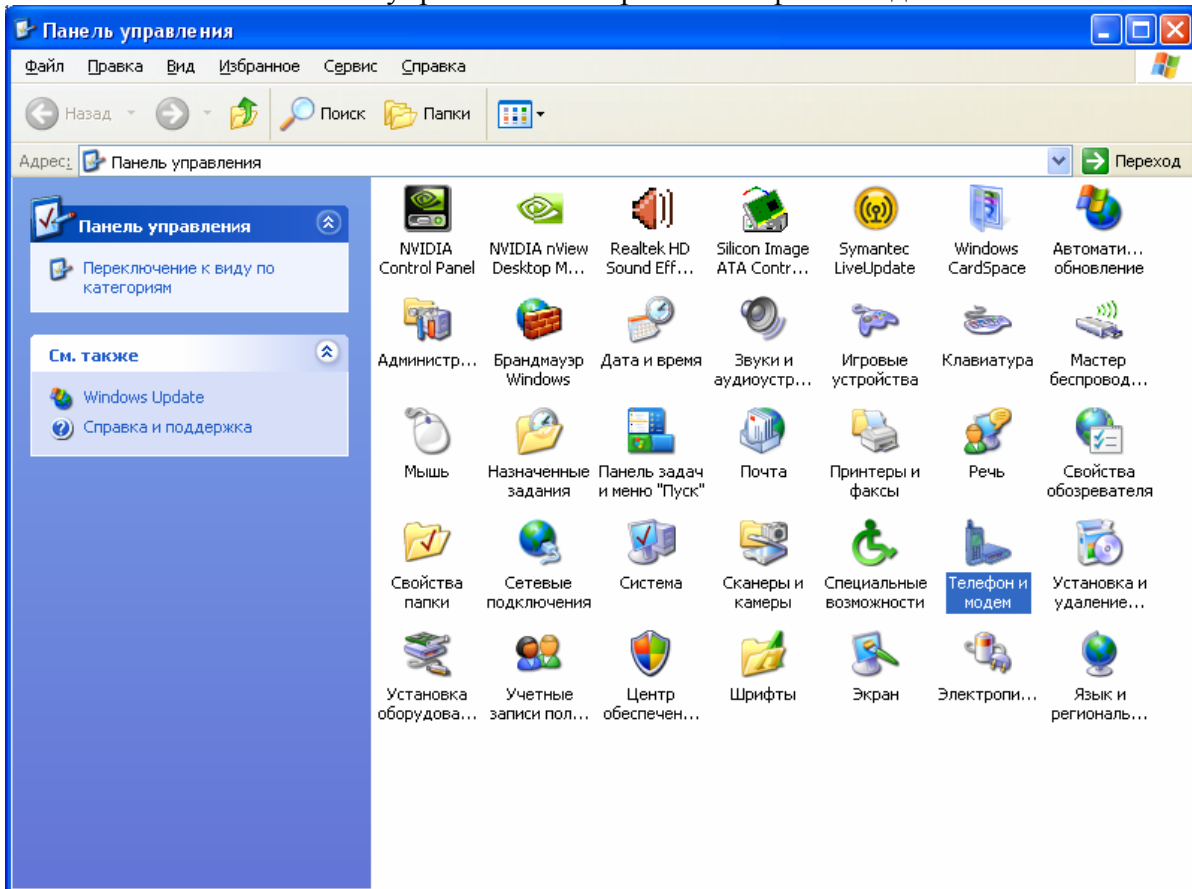 Панель управления
Файл Правка Вид Избранное Сервис Справка
Назад Поиск Папки
Адрес: Панель управления Переход
Панель управления
Переключение к виду по
категориям
См. также
Windows Update
Справка и поддержка
NVIDIA
Control Panel
NVIDIA nView
Desktop M...
Realtek HD
Sound Eff...
Silicon Image
ATA Contr...
Symantec
LiveUpdate
Windows
CardSpace
Автомати...
обновление
Администр...
Брандмауэр
Windows
Дата и время
Звуки и
аудиоустр...
Игровые
устройства
Клавиатура
Мастер
беспровод...
Мышь
Назначенные
задания
Панель задач
и меню "Пуск"
Почта
Принтеры и
факсы
Речь
Свойства
обозревателя
Свойства
папки
Сетевые
подключения
Система
Сканеры и
камеры
Специальные
возможности
Телефон и
модем
Установка и
удаление...
Установка
оборудова...
Учетные
записи пол...
Центр
обеспечен...
Шрифты
Экран
Электропи...
Язык и
региональ...